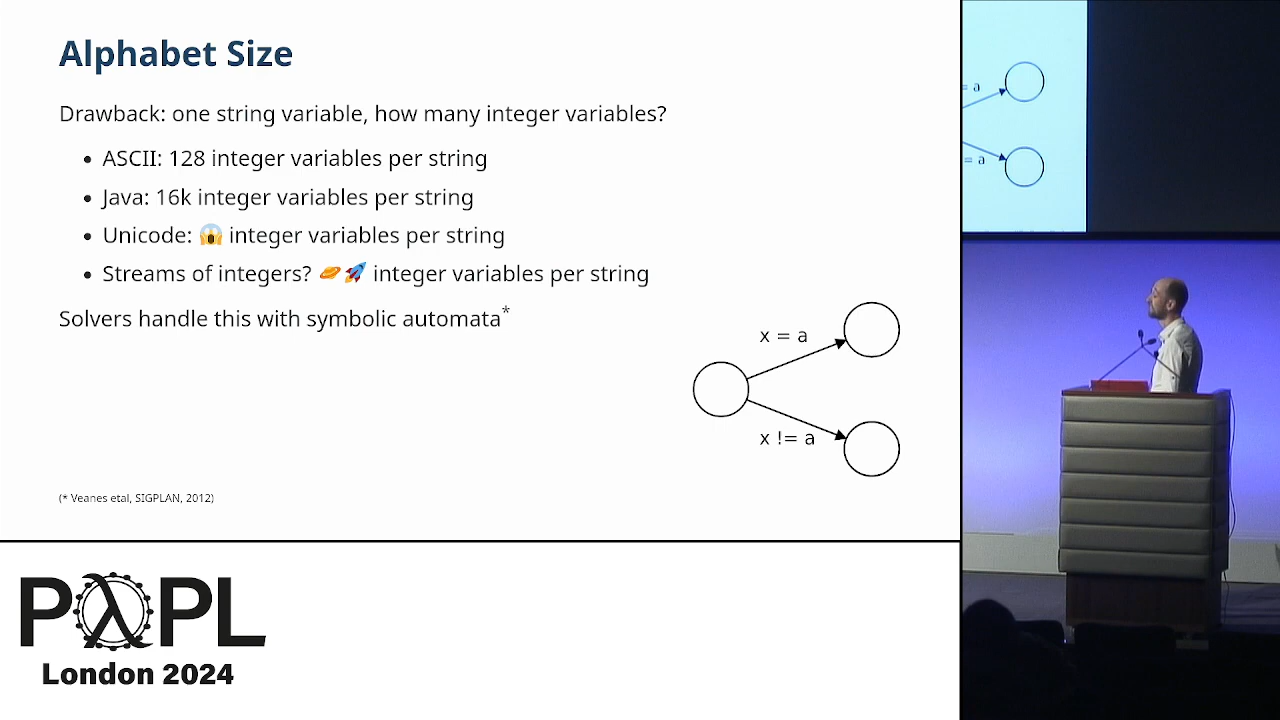 Alphabet Size
Drawback: one string variable, how many integer variables?
• ASCII: 128 integer variables per string
• Java: 16k integer variables per string
• Unicode: 😱 integer variables per string
• Streams of integers? 🪐🚀 integer variables per string
Solvers handle this with symbolic automata*
x = a
x != a
(* Veanes etal, SIGPLAN, 2012)
PλPL
London 2024
= a
= a